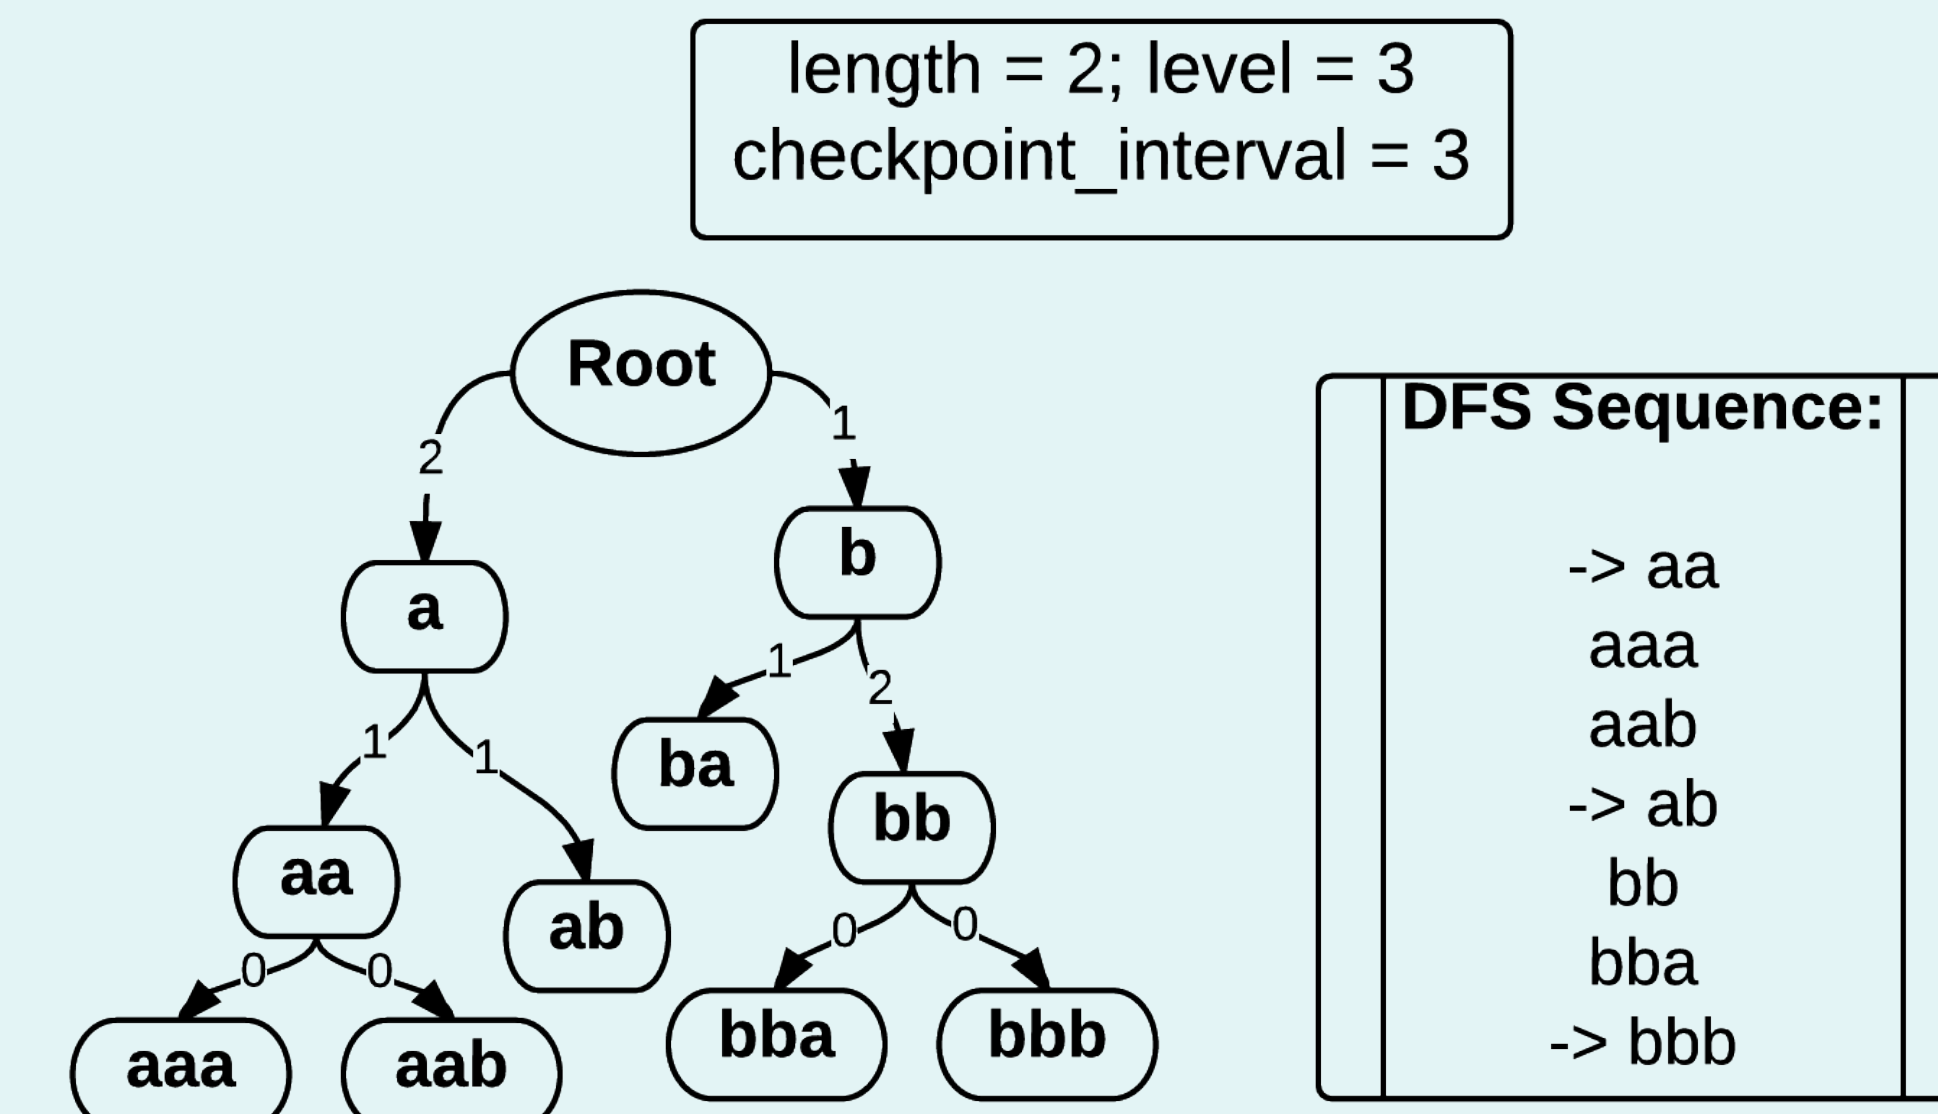 length = 2; level = 3
checkpoint_interval = 3
Root
2
1
a
b
1
1
1
2
aa
ab
ba
bb
0
0
0
0
aaa
aab
bba
bbb
DFS Sequence:
-> aa
aaa
aab
-> ab
bb
bba
-> bbb